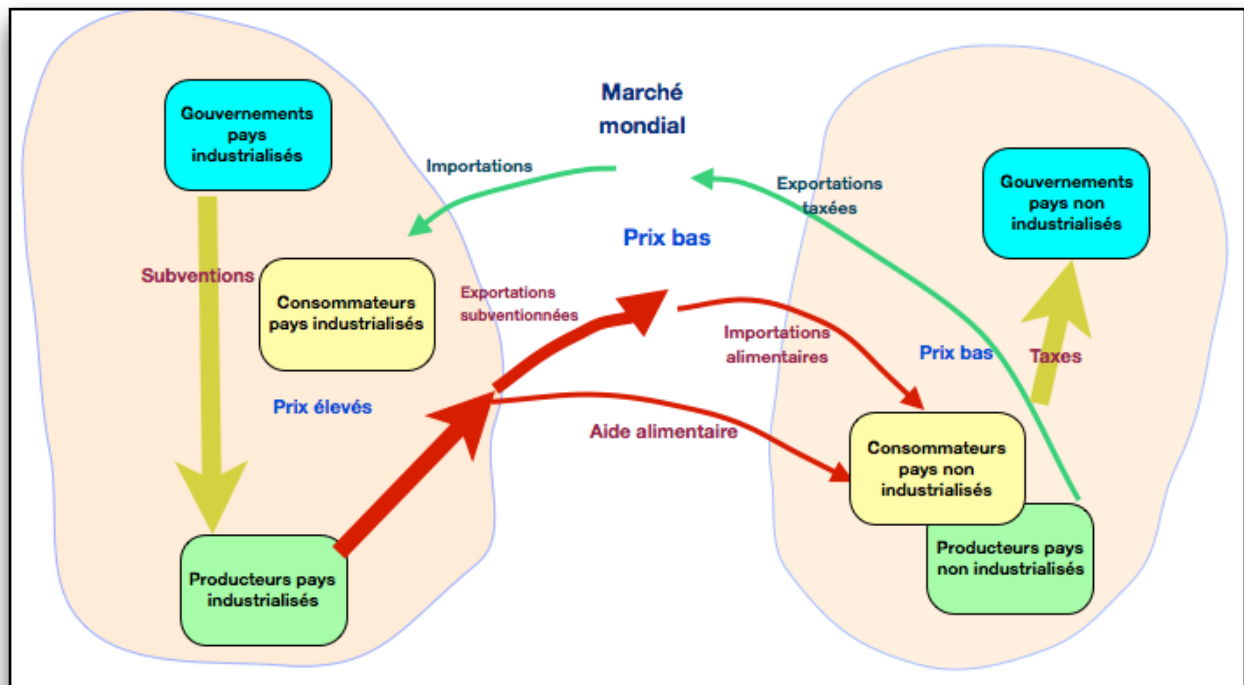 Gouvernements
pays
industrialisés
Marché
mondial
Importations
Exportations
taxées
Gouvernements
pays non
industrialisés
Prix bas
Subventions
Consommateurs
pays industrialisés
Exportations
subventionnées
Importations
alimentaires
Prix bas
Taxes
Prix élevés
Aide alimentaire
Consommateurs
pays non
industrialisés
Producteurs pays
industrialisés
Producteurs pays
non industrialisés